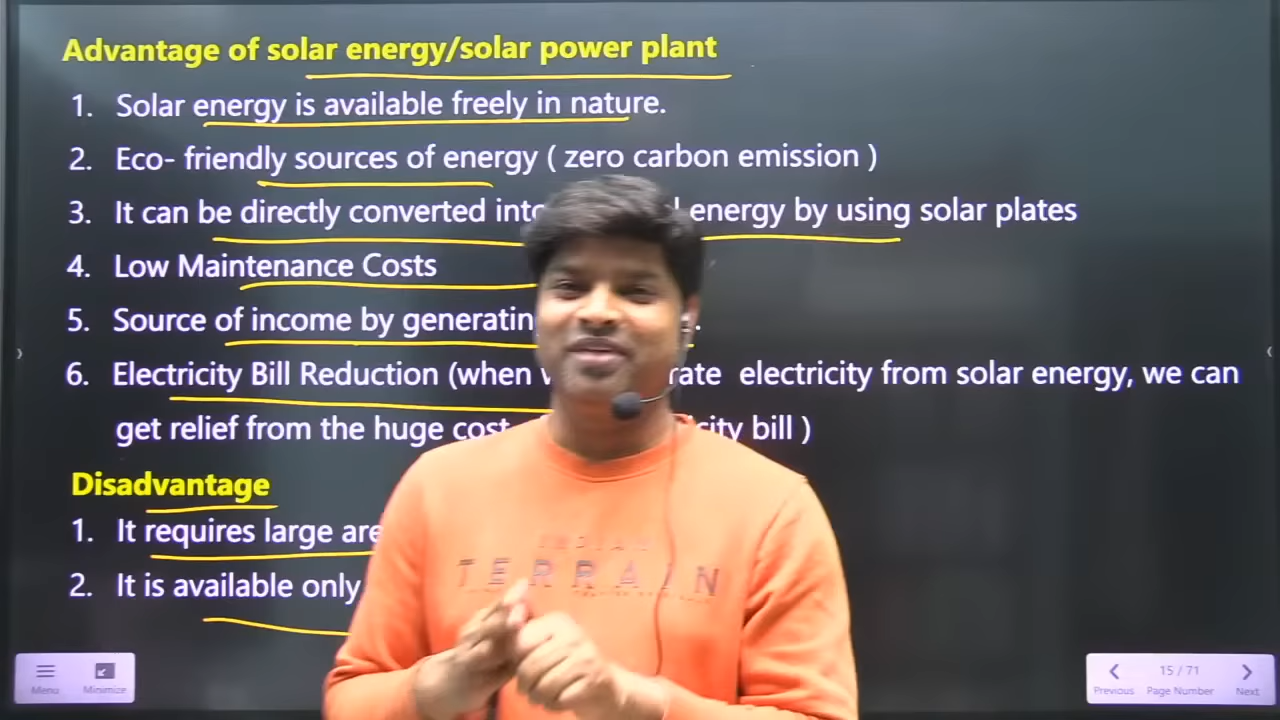 Advantage of solar energy/solar power plant
1. Solar energy is available freely in nature.
2. Eco- friendly sources of energy ( zero carbon emission )
3. It can be directly converted into energy by using solar plates
4. Low Maintenance Costs
5. Source of income by
6. Electricity Bill Reduction (when electricity from solar energy, we can
get relief from the huge cost bill )
Disadvantage
1. It requires large
2. It is available only
INDIAN
TERRAIN
Menu
Minimize
Previous
15 / 71
Page Number
Next